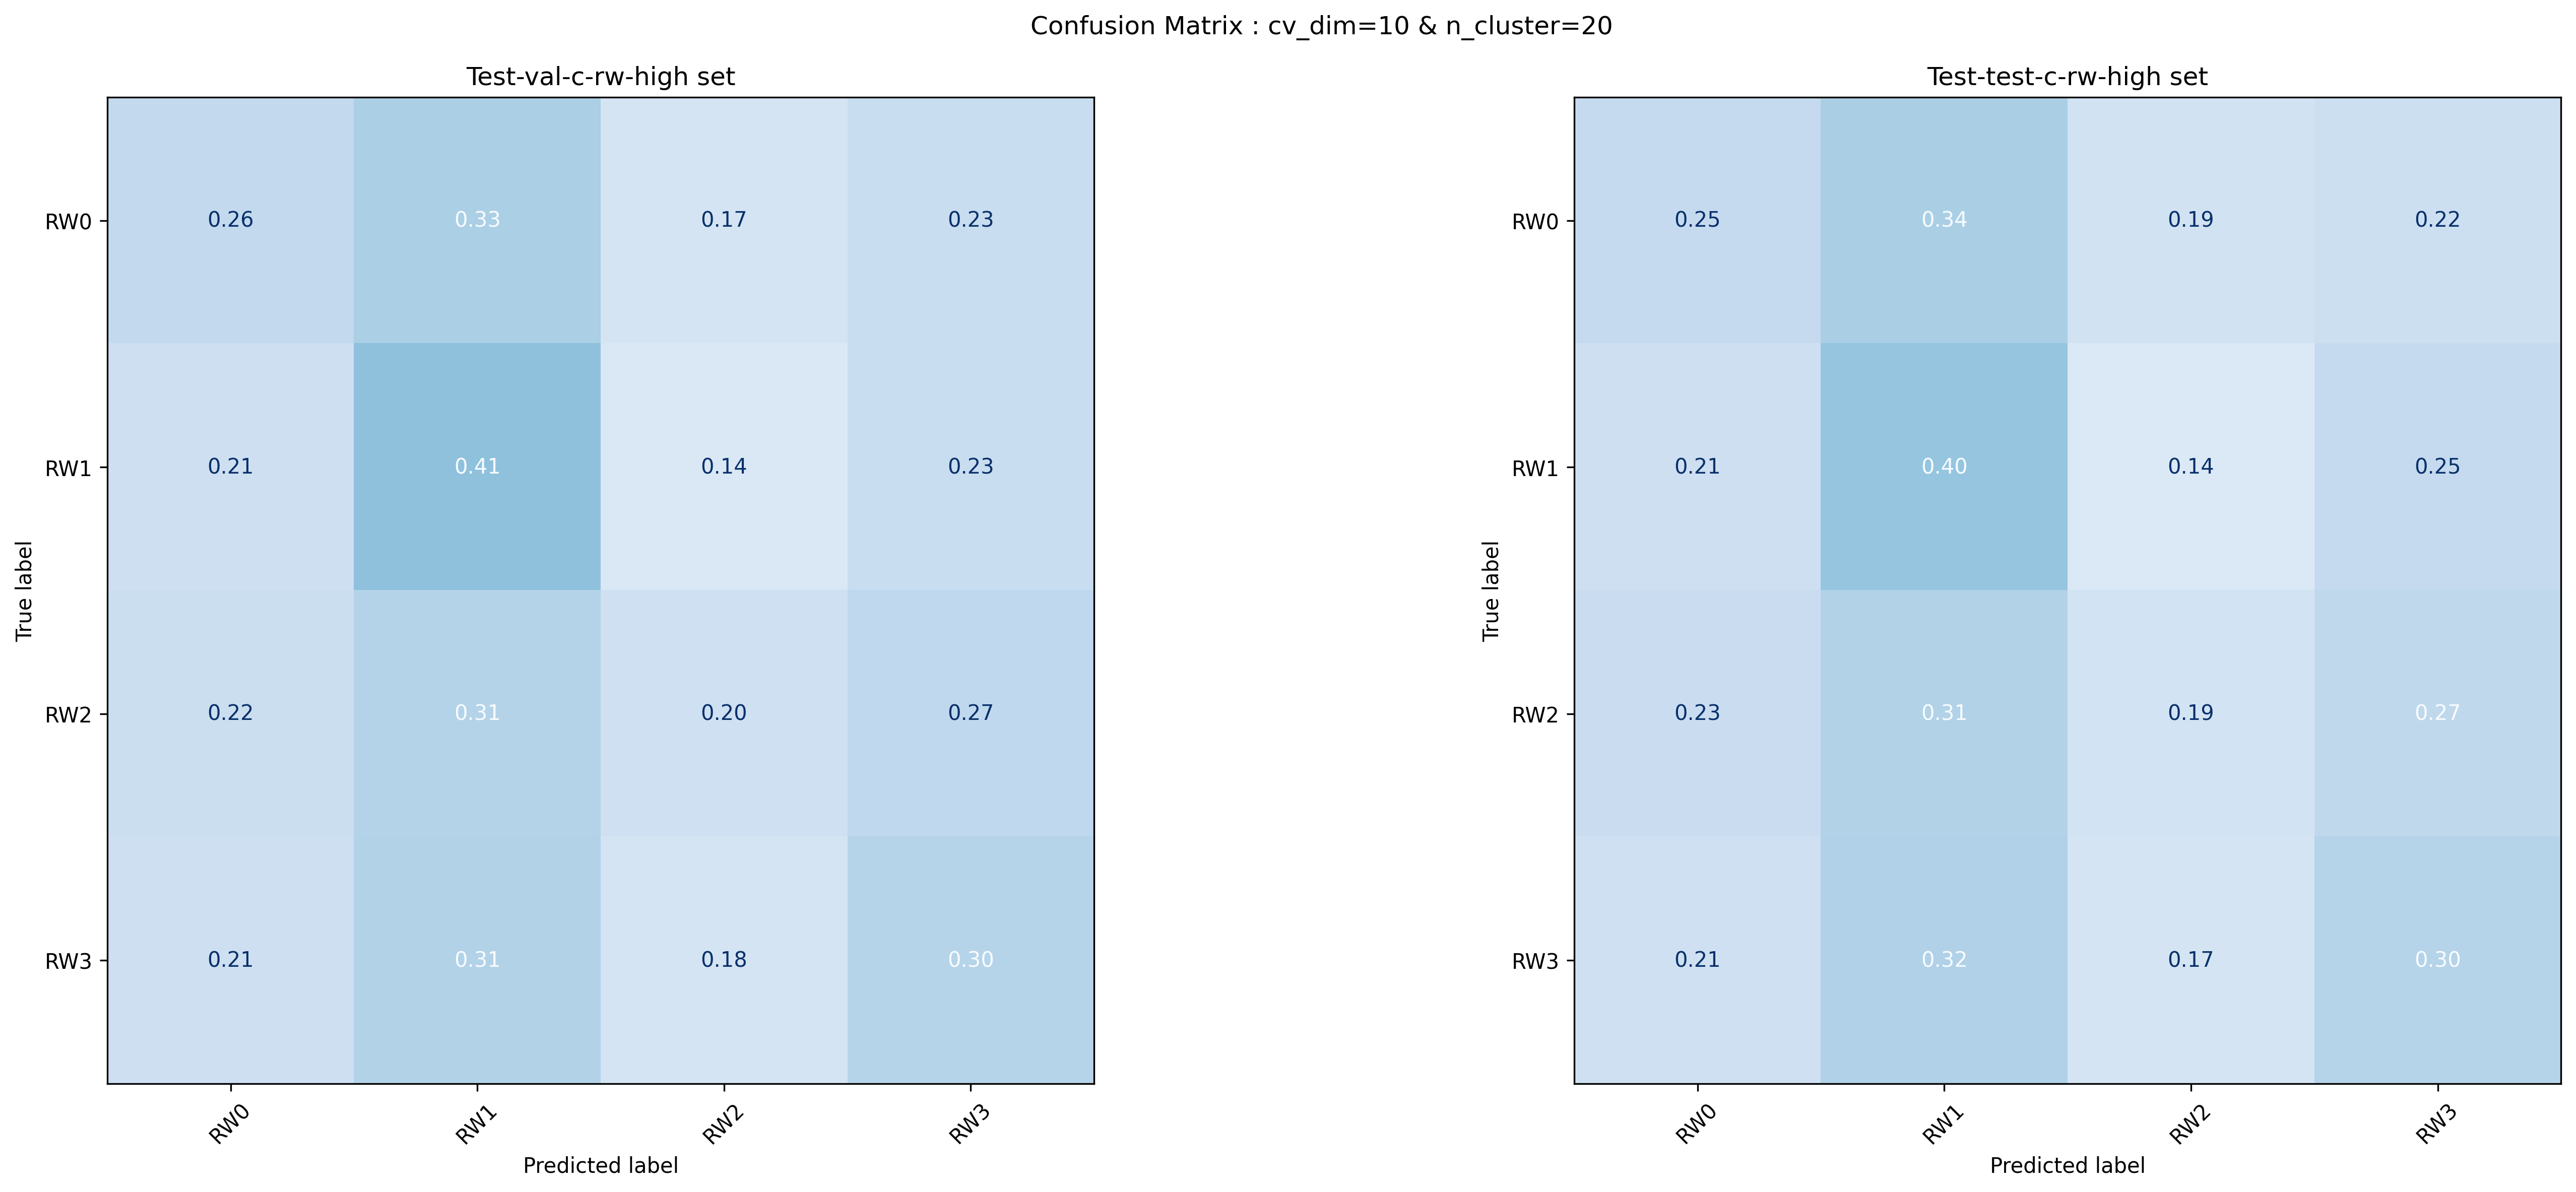 Confusion Matrix : cv_dim=10 & n_cluster=20
Test-val-c-rw-high set
True label
RW0 0.26 0.33 0.17 0.23
RW1 0.21 0.41 0.14 0.23
RW2 0.22 0.31 0.20 0.27
RW3 0.21 0.31 0.18 0.30
RW0 RW1 RW2 RW3
Predicted label
Test-test-c-rw-high set
True label
RW0 0.25 0.34 0.19 0.22
RW1 0.21 0.40 0.14 0.25
RW2 0.23 0.31 0.19 0.27
RW3 0.21 0.32 0.17 0.30
RW0 RW1 RW2 RW3
Predicted label